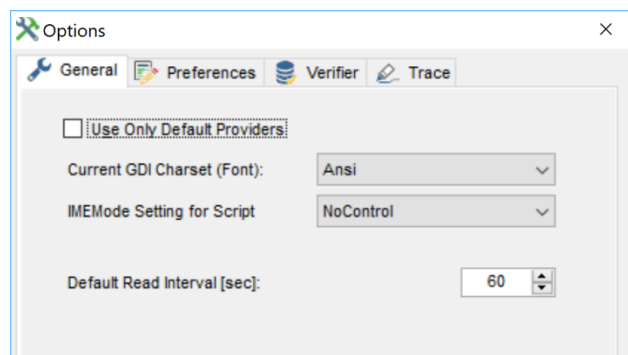 Options
General Preferences Verifier Trace
Use Only Default Providers
Current GDI Charset (Font): Ansi
IMEMode Setting for Script NoControl
Default Read Interval [sec]: 60